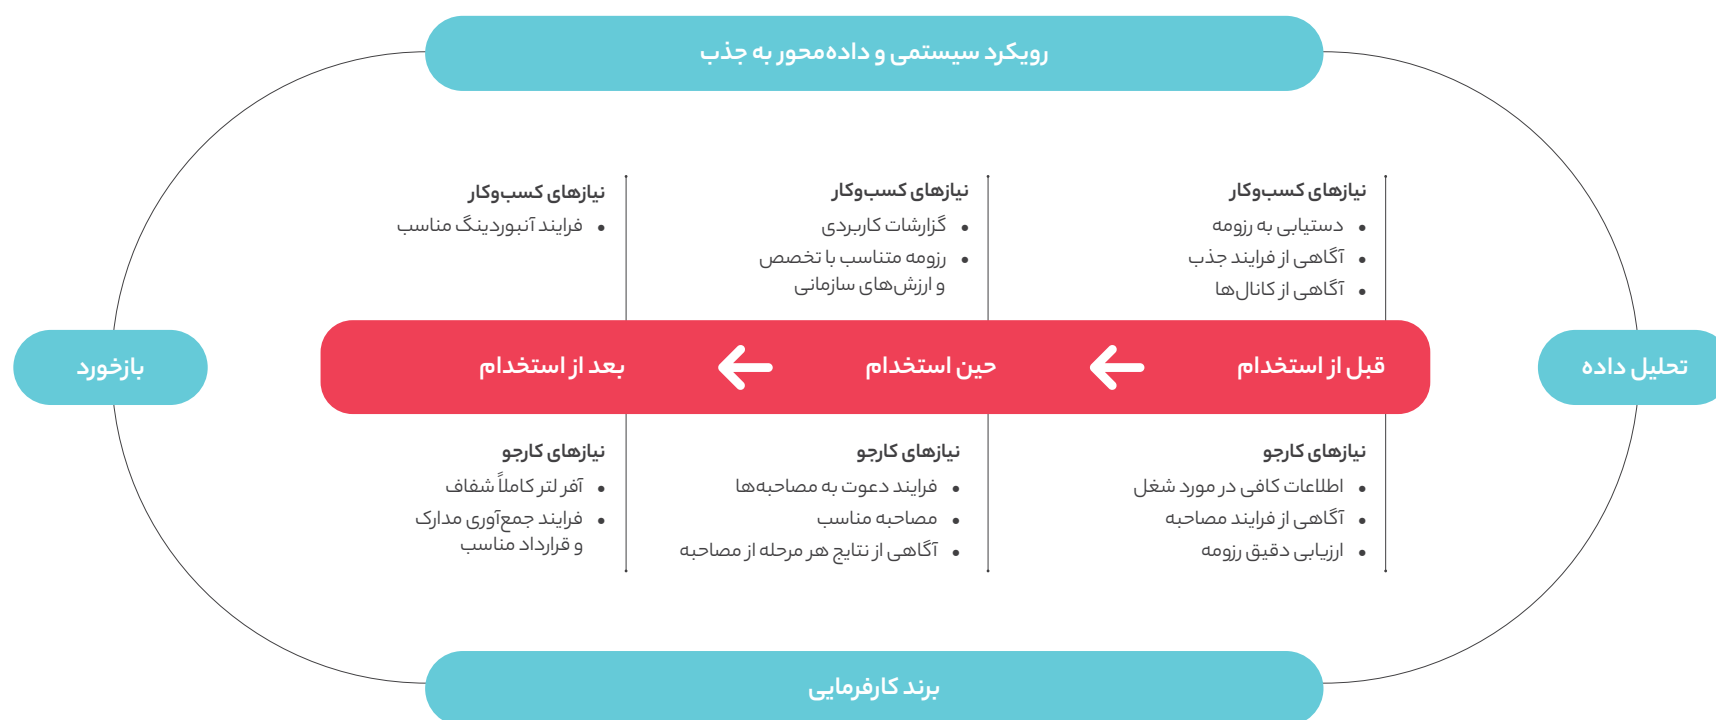 رویکرد سیستمی و داده‌محور به جذب
نیازهای کسب‌وکار
• دستیابی به رزومه
• آگاهی از فرایند جذب
• آگاهی از کانال‌ها
نیازهای کسب‌وکار
• گزارشات کاربردی
• رزومه متناسب با تخصص
و ارزش‌های سازمانی
نیازهای کسب‌وکار
• فرایند آنبوردینگ مناسب
تحلیل داده
قبل از استخدام
حین استخدام
بعد از استخدام
بازخورد
نیازهای کارجو
• اطلاعات کافی در مورد شغل
• آگاهی از فرایند مصاحبه
• ارزیابی دقیق رزومه
نیازهای کارجو
• فرایند دعوت به مصاحبه‌ها
• مصاحبه مناسب
• آگاهی از نتایج هر مرحله از مصاحبه
نیازهای کارجو
• آفر لتر کاملاً شفاف
• فرایند جمع‌آوری مدارک
و قرارداد مناسب
برند کارفرمایی